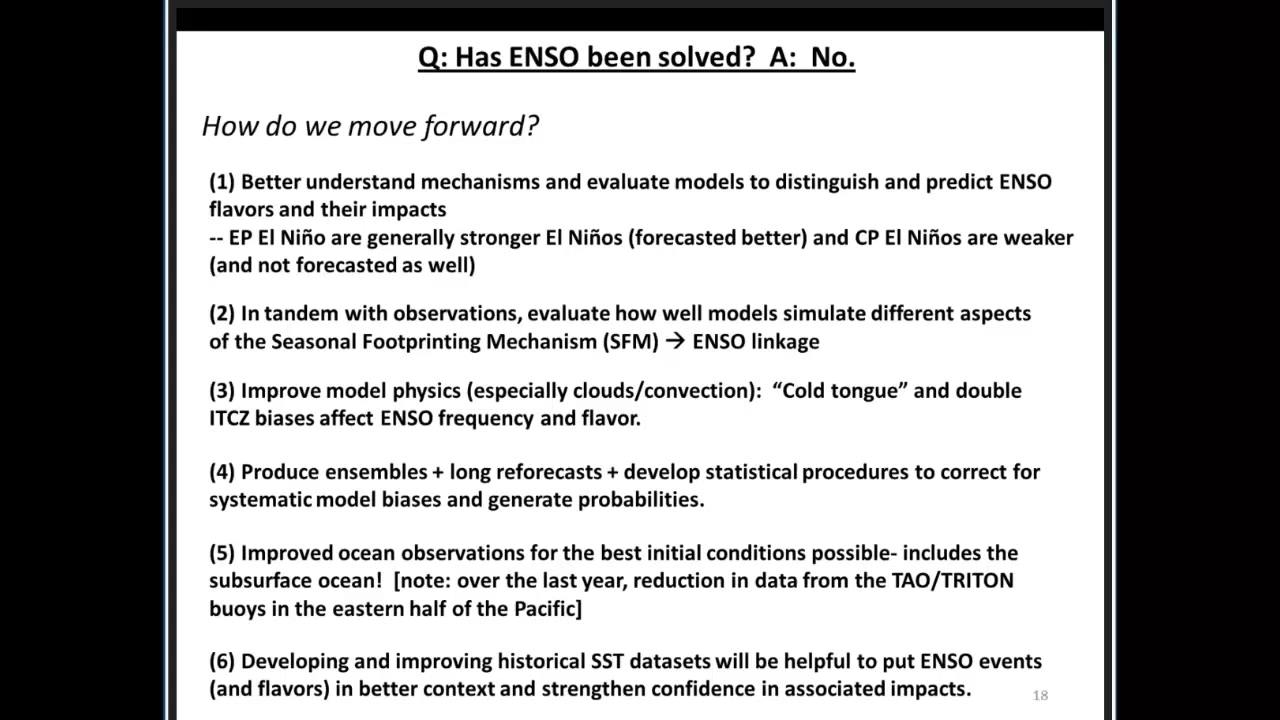 Q: Has ENSO been solved?  A:  No.
How do we move forward?
(1) Better understand mechanisms and evaluate models to distinguish and predict ENSO
flavors and their impacts
-- EP El Niño are generally stronger El Niños (forecasted better) and CP El Niños are weaker
(and not forecasted as well)
(2) In tandem with observations, evaluate how well models simulate different aspects
of the Seasonal Footprinting Mechanism (SFM) → ENSO linkage
(3) Improve model physics (especially clouds/convection):  “Cold tongue” and double
ITCZ biases affect ENSO frequency and flavor.
(4) Produce ensembles + long reforecasts + develop statistical procedures to correct for
systematic model biases and generate probabilities.
(5) Improved ocean observations for the best initial conditions possible- includes the
subsurface ocean!  [note: over the last year, reduction in data from the TAO/TRITON
buoys in the eastern half of the Pacific]
(6) Developing and improving historical SST datasets will be helpful to put ENSO events
(and flavors) in better context and strengthen confidence in associated impacts.
18